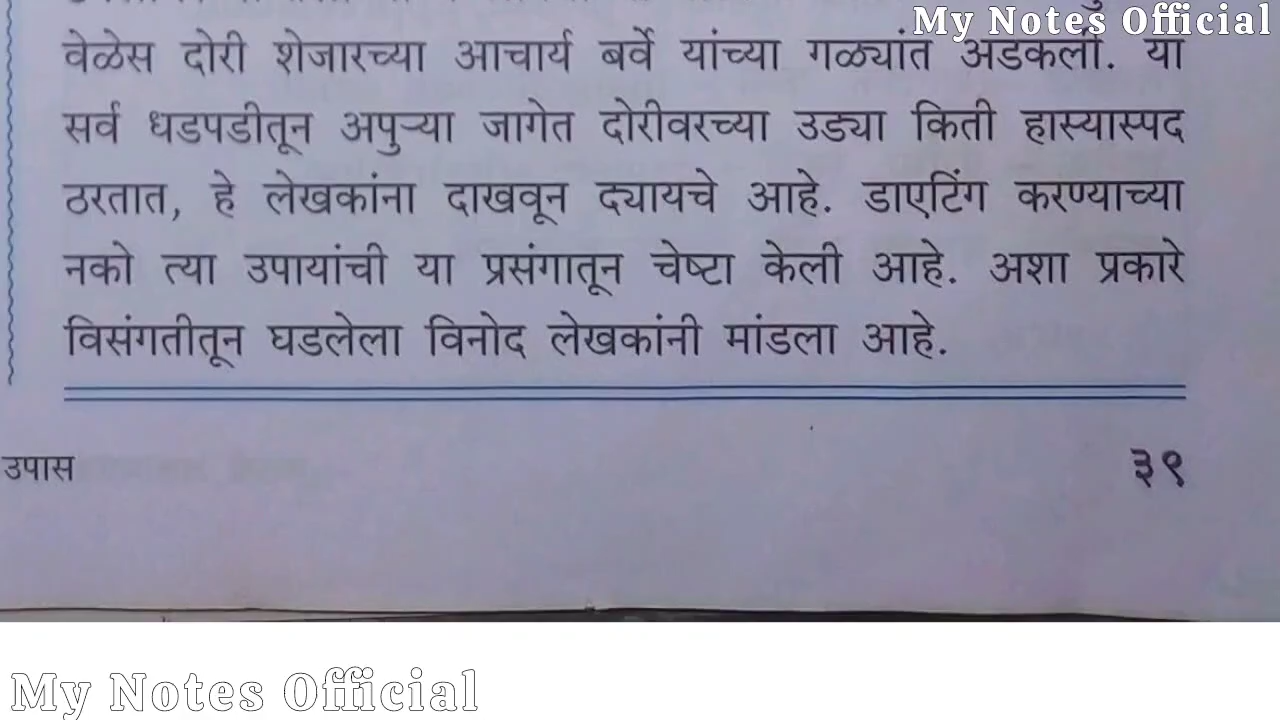 My Notes Official
वेळेस दोरी शेजारच्या आचार्य बर्वे यांच्या गळ्यांत अडकली. या
सर्व धडपडीतून अपुऱ्या जागेत दोरीवरच्या उड्या किती हास्यास्पद
ठरतात, हे लेखकांना दाखवून द्यायचे आहे. डाएटिंग करण्याच्या
नको त्या उपायांची या प्रसंगातून चेष्टा केली आहे. अशा प्रकारे
विसंगतीतून घडलेला विनोद लेखकांनी मांडला आहे.
उपास
३९
My Notes Official